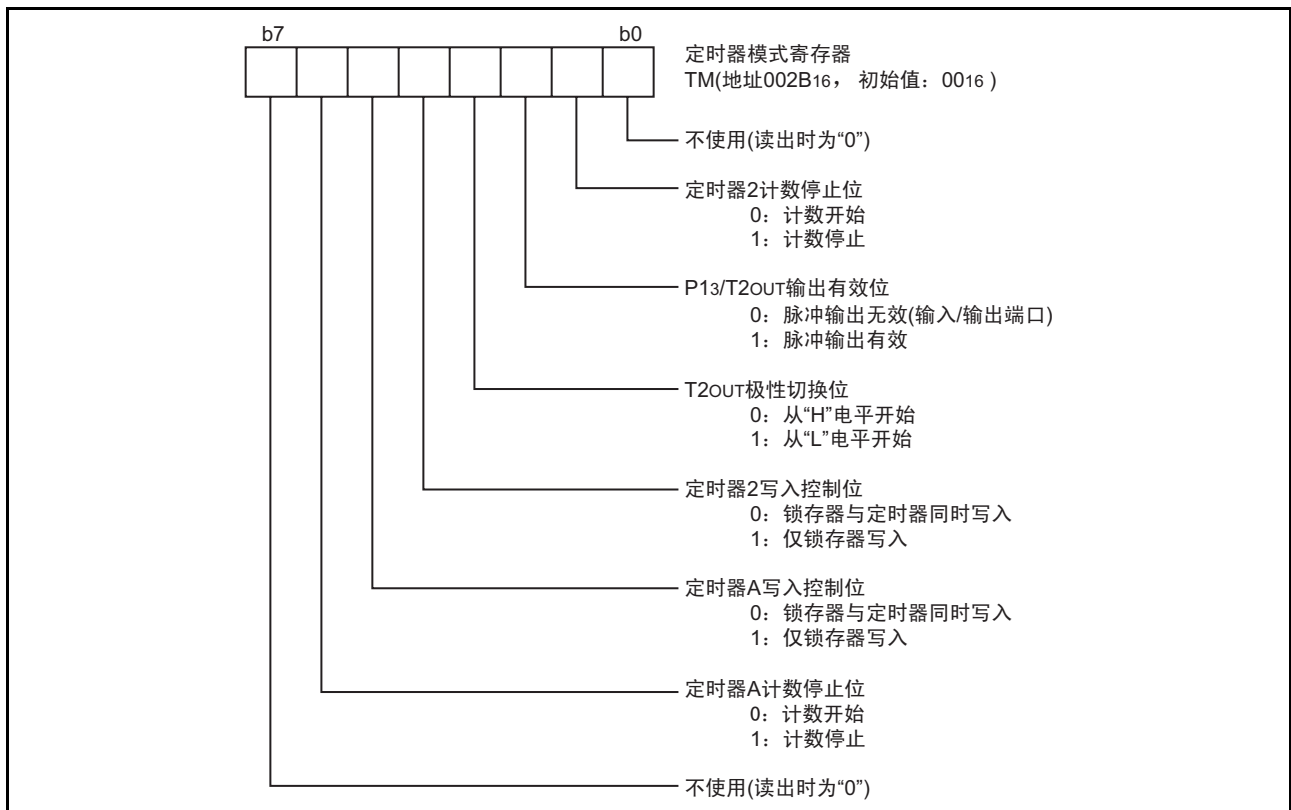 b7
b0
定时器模式寄存器
TM(地址002B16， 初始值：0016 )
不使用(读出时为“0”)
定时器2计数停止位
0：计数开始
1：计数停止
P13/T2OUT输出有效位
0：脉冲输出无效(输入/输出端口)
1：脉冲输出有效
T2OUT极性切换位
0：从“H”电平开始
1：从“L”电平开始
定时器2写入控制位
0：锁存器与定时器同时写入
1：仅锁存器写入
定时器A写入控制位
0：锁存器与定时器同时写入
1：仅锁存器写入
定时器A计数停止位
0：计数开始
1：计数停止
不使用(读出时为“0”)